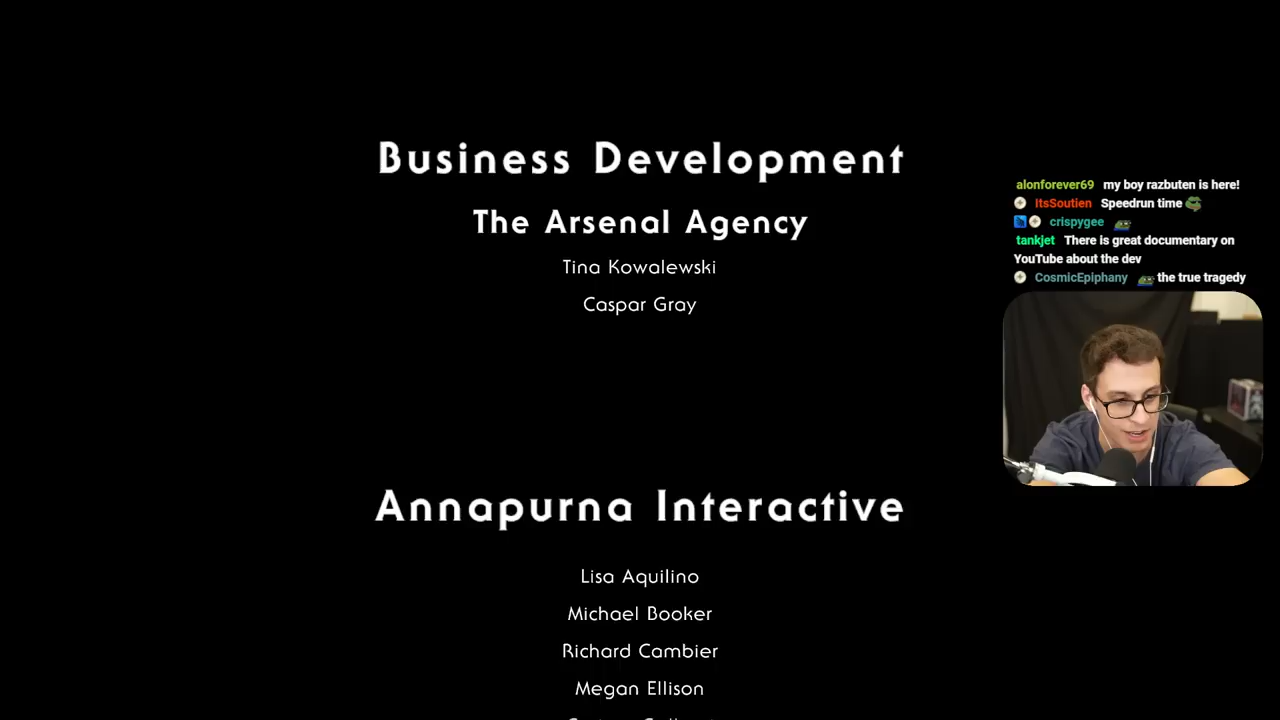 Business Development
The Arsenal Agency
Tina Kowalewski
Caspar Gray
Annapurna Interactive
Lisa Aquilino
Michael Booker
Richard Cambier
Megan Ellison
alonforever69 my boy razbuten is here!
ItsSoutien Speedrun time
crispygee
tankjet There is great documentary on
YouTube about the dev
CosmicEpiphany the true tragedy